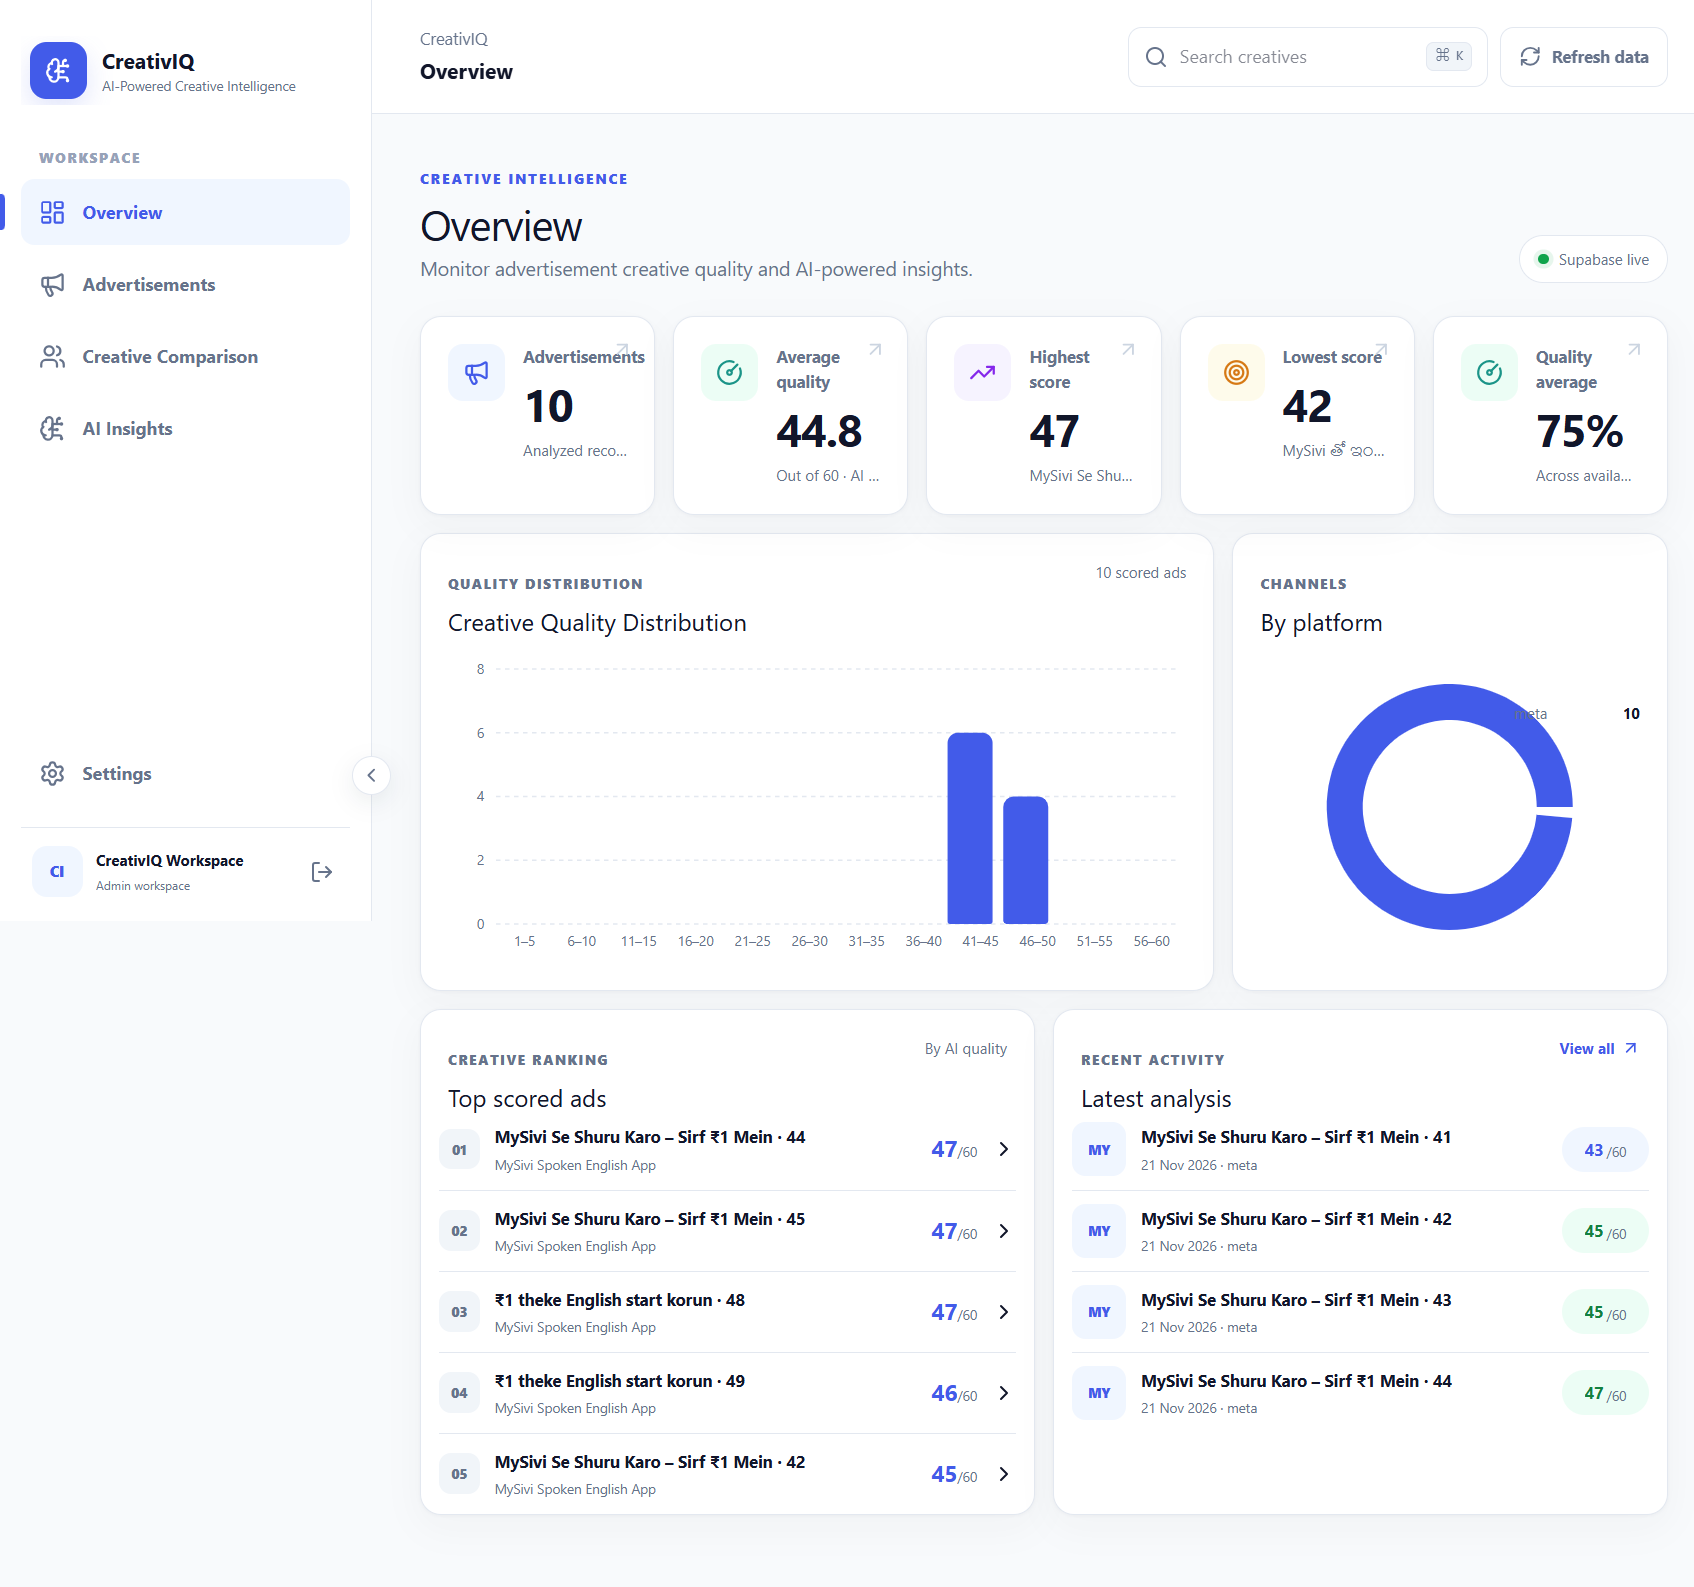 CreativIQ
AI-Powered Creative Intelligence
WORKSPACE
Overview
Advertisements
Creative Comparison
AI Insights
Settings
CI
CreativIQ Workspace
Admin workspace
CreativIQ
Overview
Search creatives
⌘ K
Refresh data
CREATIVE INTELLIGENCE
Overview
Monitor advertisement creative quality and AI-powered insights.
Supabase live
Advertisements
10
Analyzed reco...
Average
quality
44.8
Out of 60 · AI ...
Highest
score
47
MySivi Se Shu...
Lowest score
42
MySivi తో ఇం...
Quality
average
75%
Across availa...
QUALITY DISTRIBUTION
10 scored ads
Creative Quality Distribution
8
6
4
2
0
1–5 6–10 11–15 16–20 21–25 26–30 31–35 36–40 41–45 46–50 51–55 56–60
CHANNELS
By platform
meta 10
CREATIVE RANKING
By AI quality
Top scored ads
01
MySivi Se Shuru Karo – Sirf ₹1 Mein · 44
MySivi Spoken English App
47/60
02
MySivi Se Shuru Karo – Sirf ₹1 Mein · 45
MySivi Spoken English App
47/60
03
₹1 theke English start korun · 48
MySivi Spoken English App
47/60
04
₹1 theke English start korun · 49
MySivi Spoken English App
46/60
05
MySivi Se Shuru Karo – Sirf ₹1 Mein · 42
MySivi Spoken English App
45/60
RECENT ACTIVITY
View all
Latest analysis
MY
MySivi Se Shuru Karo – Sirf ₹1 Mein · 41
21 Nov 2026 · meta
43 /60
MY
MySivi Se Shuru Karo – Sirf ₹1 Mein · 42
21 Nov 2026 · meta
45 /60
MY
MySivi Se Shuru Karo – Sirf ₹1 Mein · 43
21 Nov 2026 · meta
45 /60
MY
MySivi Se Shuru Karo – Sirf ₹1 Mein · 44
21 Nov 2026 · meta
47 /60